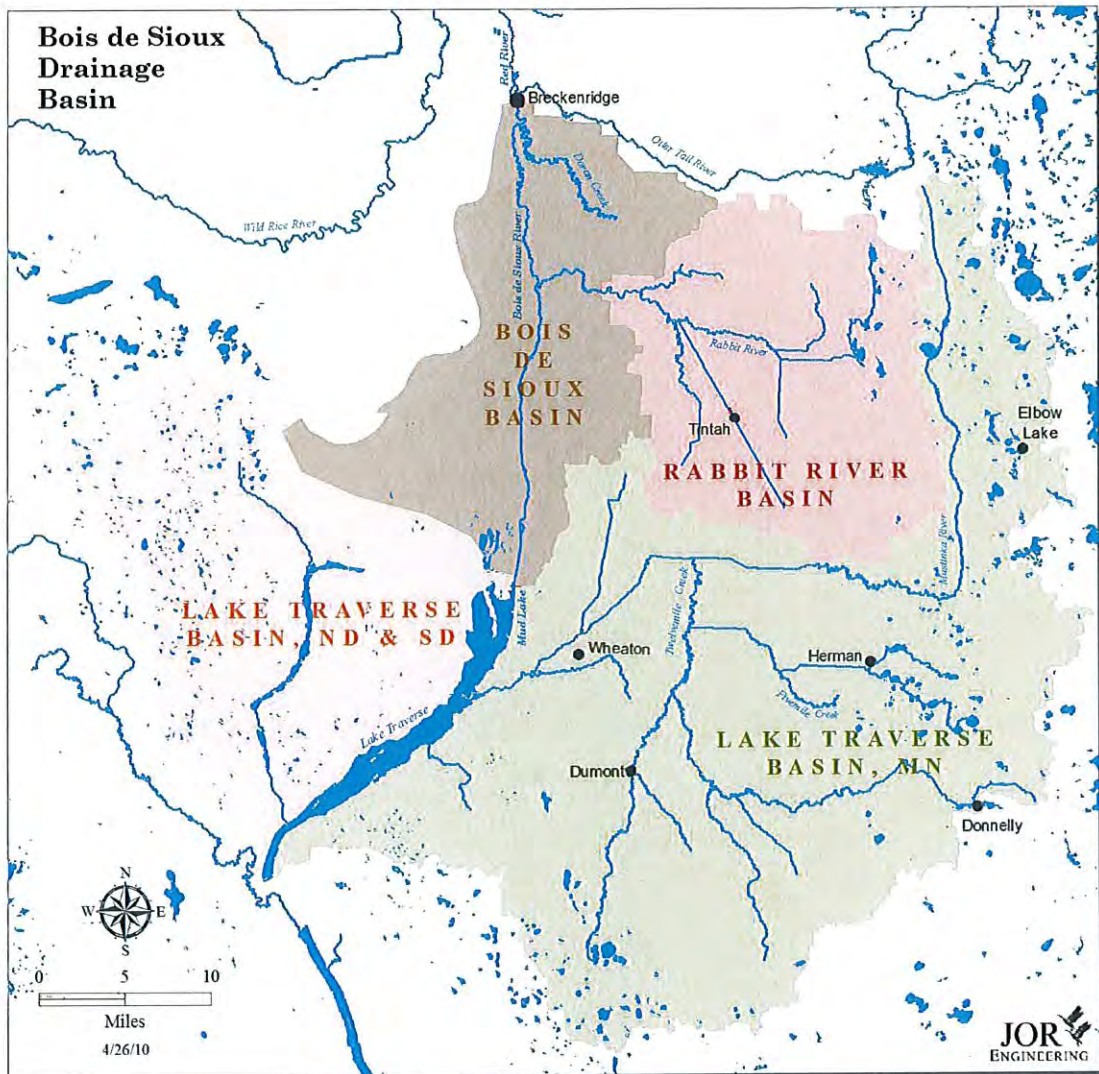 Bois de Sioux
Drainage
Basin
Red River
Breckenridge
Otter Tail River
Doran Creek
Wild Rice River
Bois de Sioux River
BOIS
DE
SIOUX
BASIN
Rabbit River
Tintah
Elbow
Lake
RABBIT RIVER
BASIN
Mustinka River
Twelvemile Creek
LAKE TRAVERSE
BASIN, ND & SD
Mud Lake
Wheaton
Herman
Fivemile Creek
Lake Traverse
LAKE TRAVERSE
BASIN, MN
Dumont
Donnelly
N
W E
S
0 5 10
Miles
4/26/10
JOR
ENGINEERING